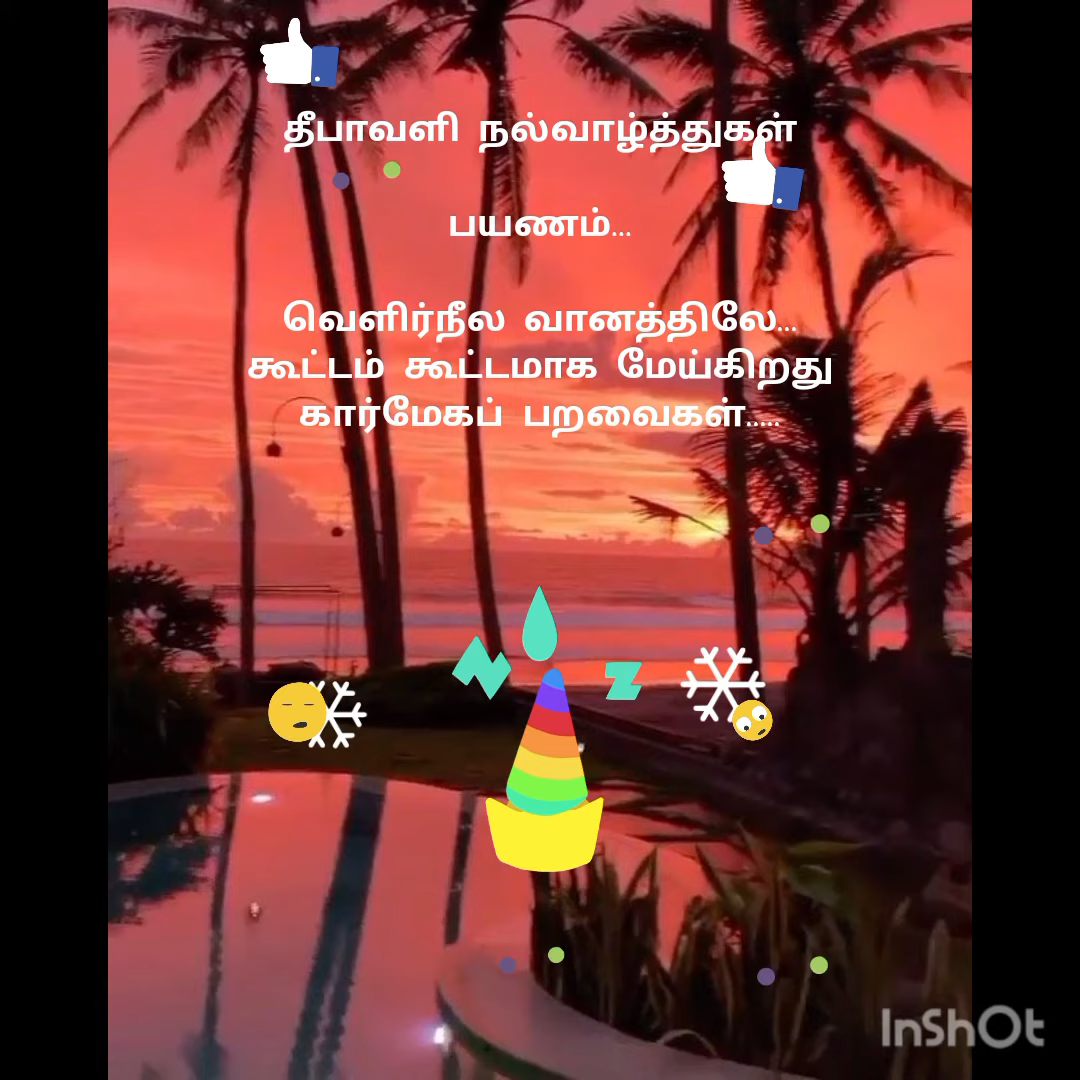 தீபாவளி நல்வாழ்த்துகள்
பயணம்...
வெளிர்நீல வானத்திலே...
கூட்டம் கூட்டமாக மேய்கிறது
கார்மேகப் பறவைகள்.....
InShOt